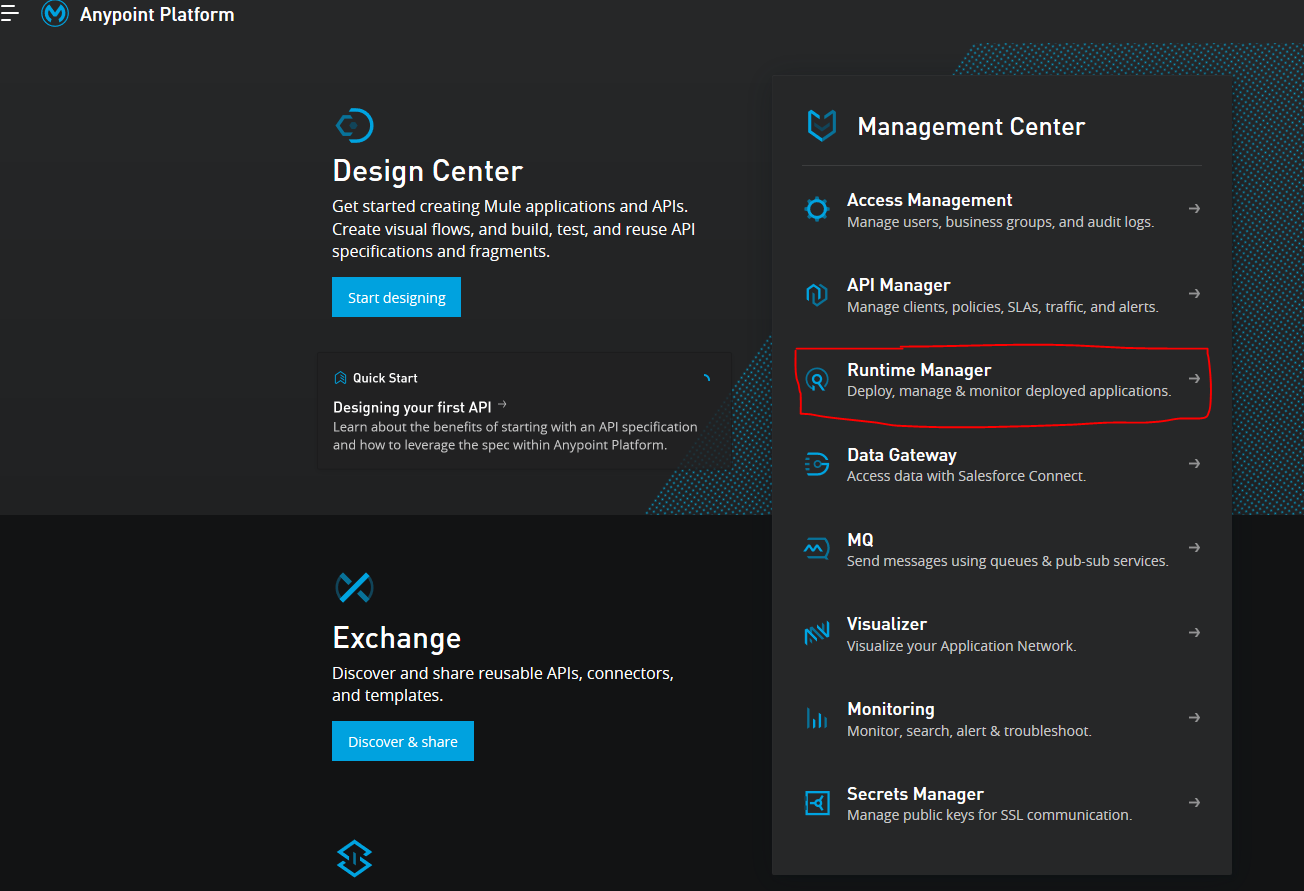 Anypoint Platform
Design Center
Get started creating Mule applications and APIs.
Create visual flows, and build, test, and reuse API
specifications and fragments.
Start designing
Quick Start
Designing your first API
Learn about the benefits of starting with an API specification
and how to leverage the spec within Anypoint Platform.
Exchange
Discover and share reusable APIs, connectors,
and templates.
Discover & share
Management Center
Access Management
Manage users, business groups, and audit logs.
API Manager
Manage clients, policies, SLAs, traffic, and alerts.
Runtime Manager
Deploy, manage & monitor deployed applications.
Data Gateway
Access data with Salesforce Connect.
MQ
Send messages using queues & pub-sub services.
Visualizer
Visualize your Application Network.
Monitoring
Monitor, search, alert & troubleshoot.
Secrets Manager
Manage public keys for SSL communication.